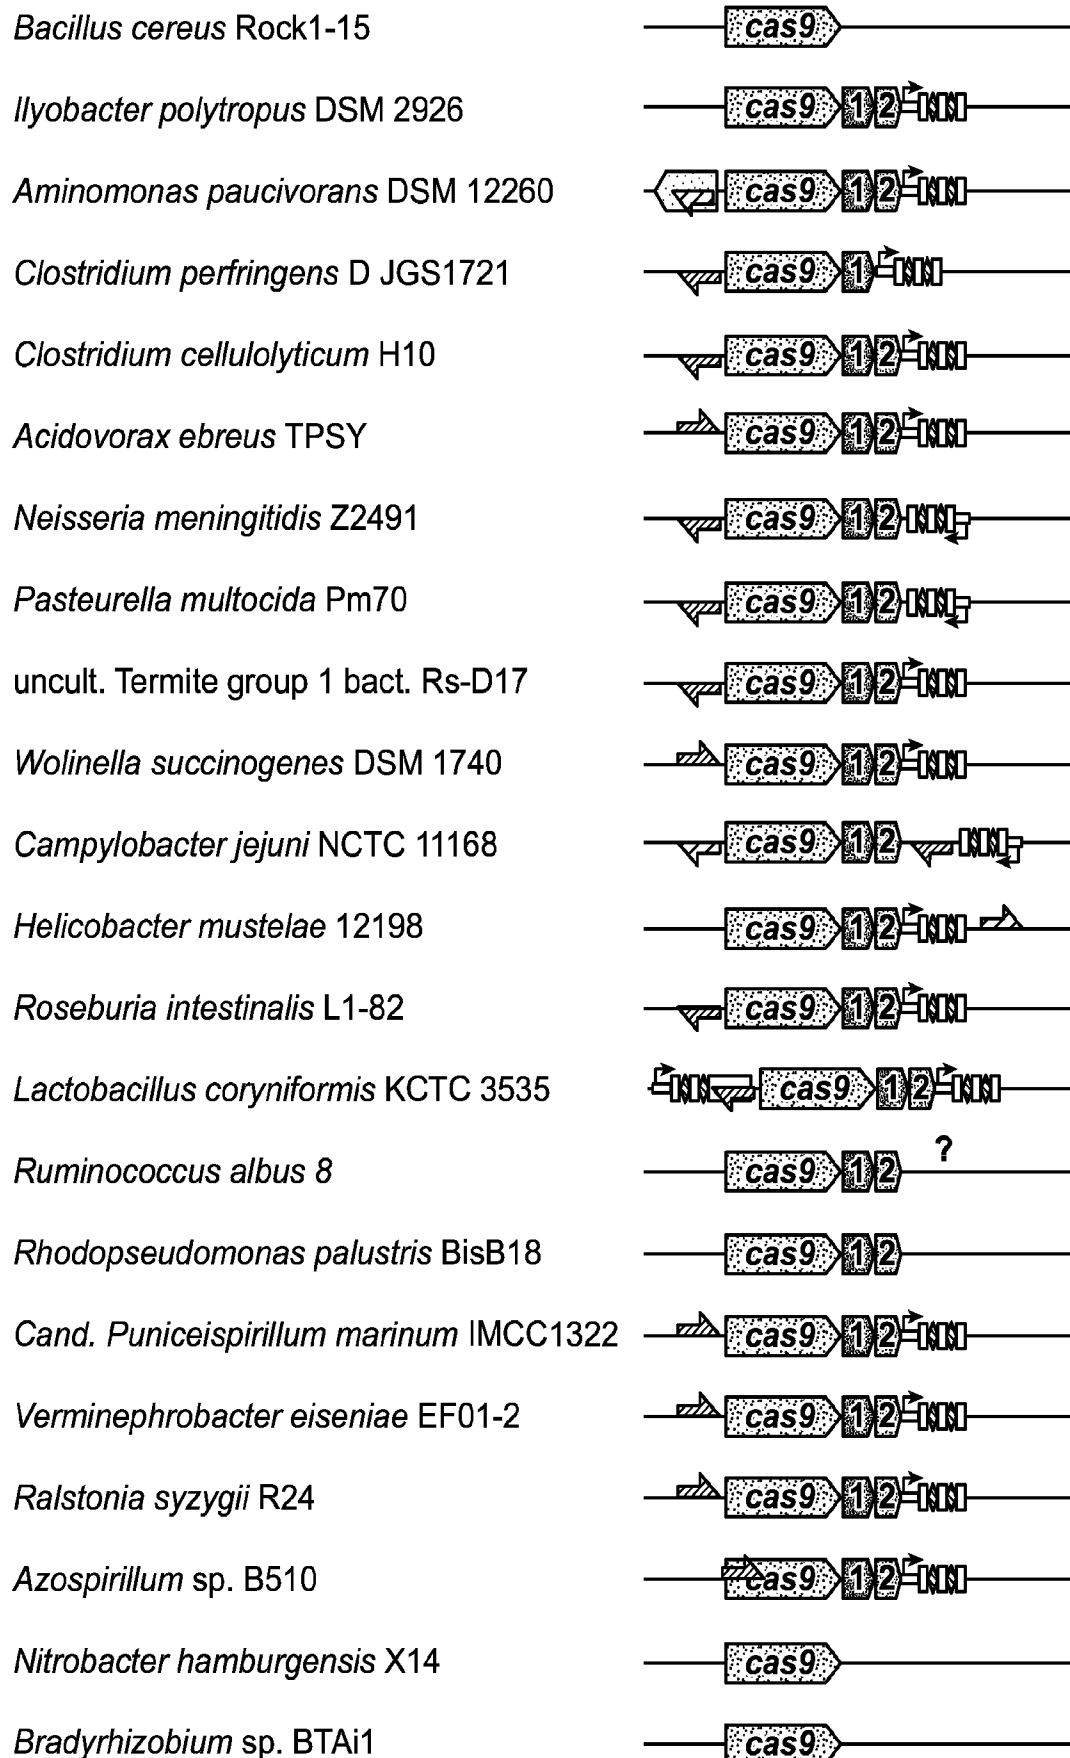 Bacillus cereus Rock1-15 cas9
Ilyobacter polytropus DSM 2926 cas9 1 2
Aminomonas paucivorans DSM 12260 cas9 1 2
Clostridium perfringens D JGS1721 cas9 1
Clostridium cellulolyticum H10 cas9 1 2
Acidovorax ebreus TPSY cas9 1 2
Neisseria meningitidis Z2491 cas9 1 2
Pasteurella multocida Pm70 cas9 1 2
uncult. Termite group 1 bact. Rs-D17 cas9 1 2
Wolinella succinogenes DSM 1740 cas9 1 2
Campylobacter jejuni NCTC 11168 cas9 1 2
Helicobacter mustelae 12198 cas9 1 2
Roseburia intestinalis L1-82 cas9 1 2
Lactobacillus coryniformis KCTC 3535 cas9 1 2
Ruminococcus albus 8 cas9 1 2 ?
Rhodopseudomonas palustris BisB18 cas9 1 2
Cand. Puniceispirillum marinum IMCC1322 cas9 1 2
Verminephrobacter eiseniae EF01-2 cas9 1 2
Ralstonia syzygii R24 cas9 1 2
Azospirillum sp. B510 cas9 1 2
Nitrobacter hamburgensis X14 cas9
Bradyrhizobium sp. BTAi1 cas9